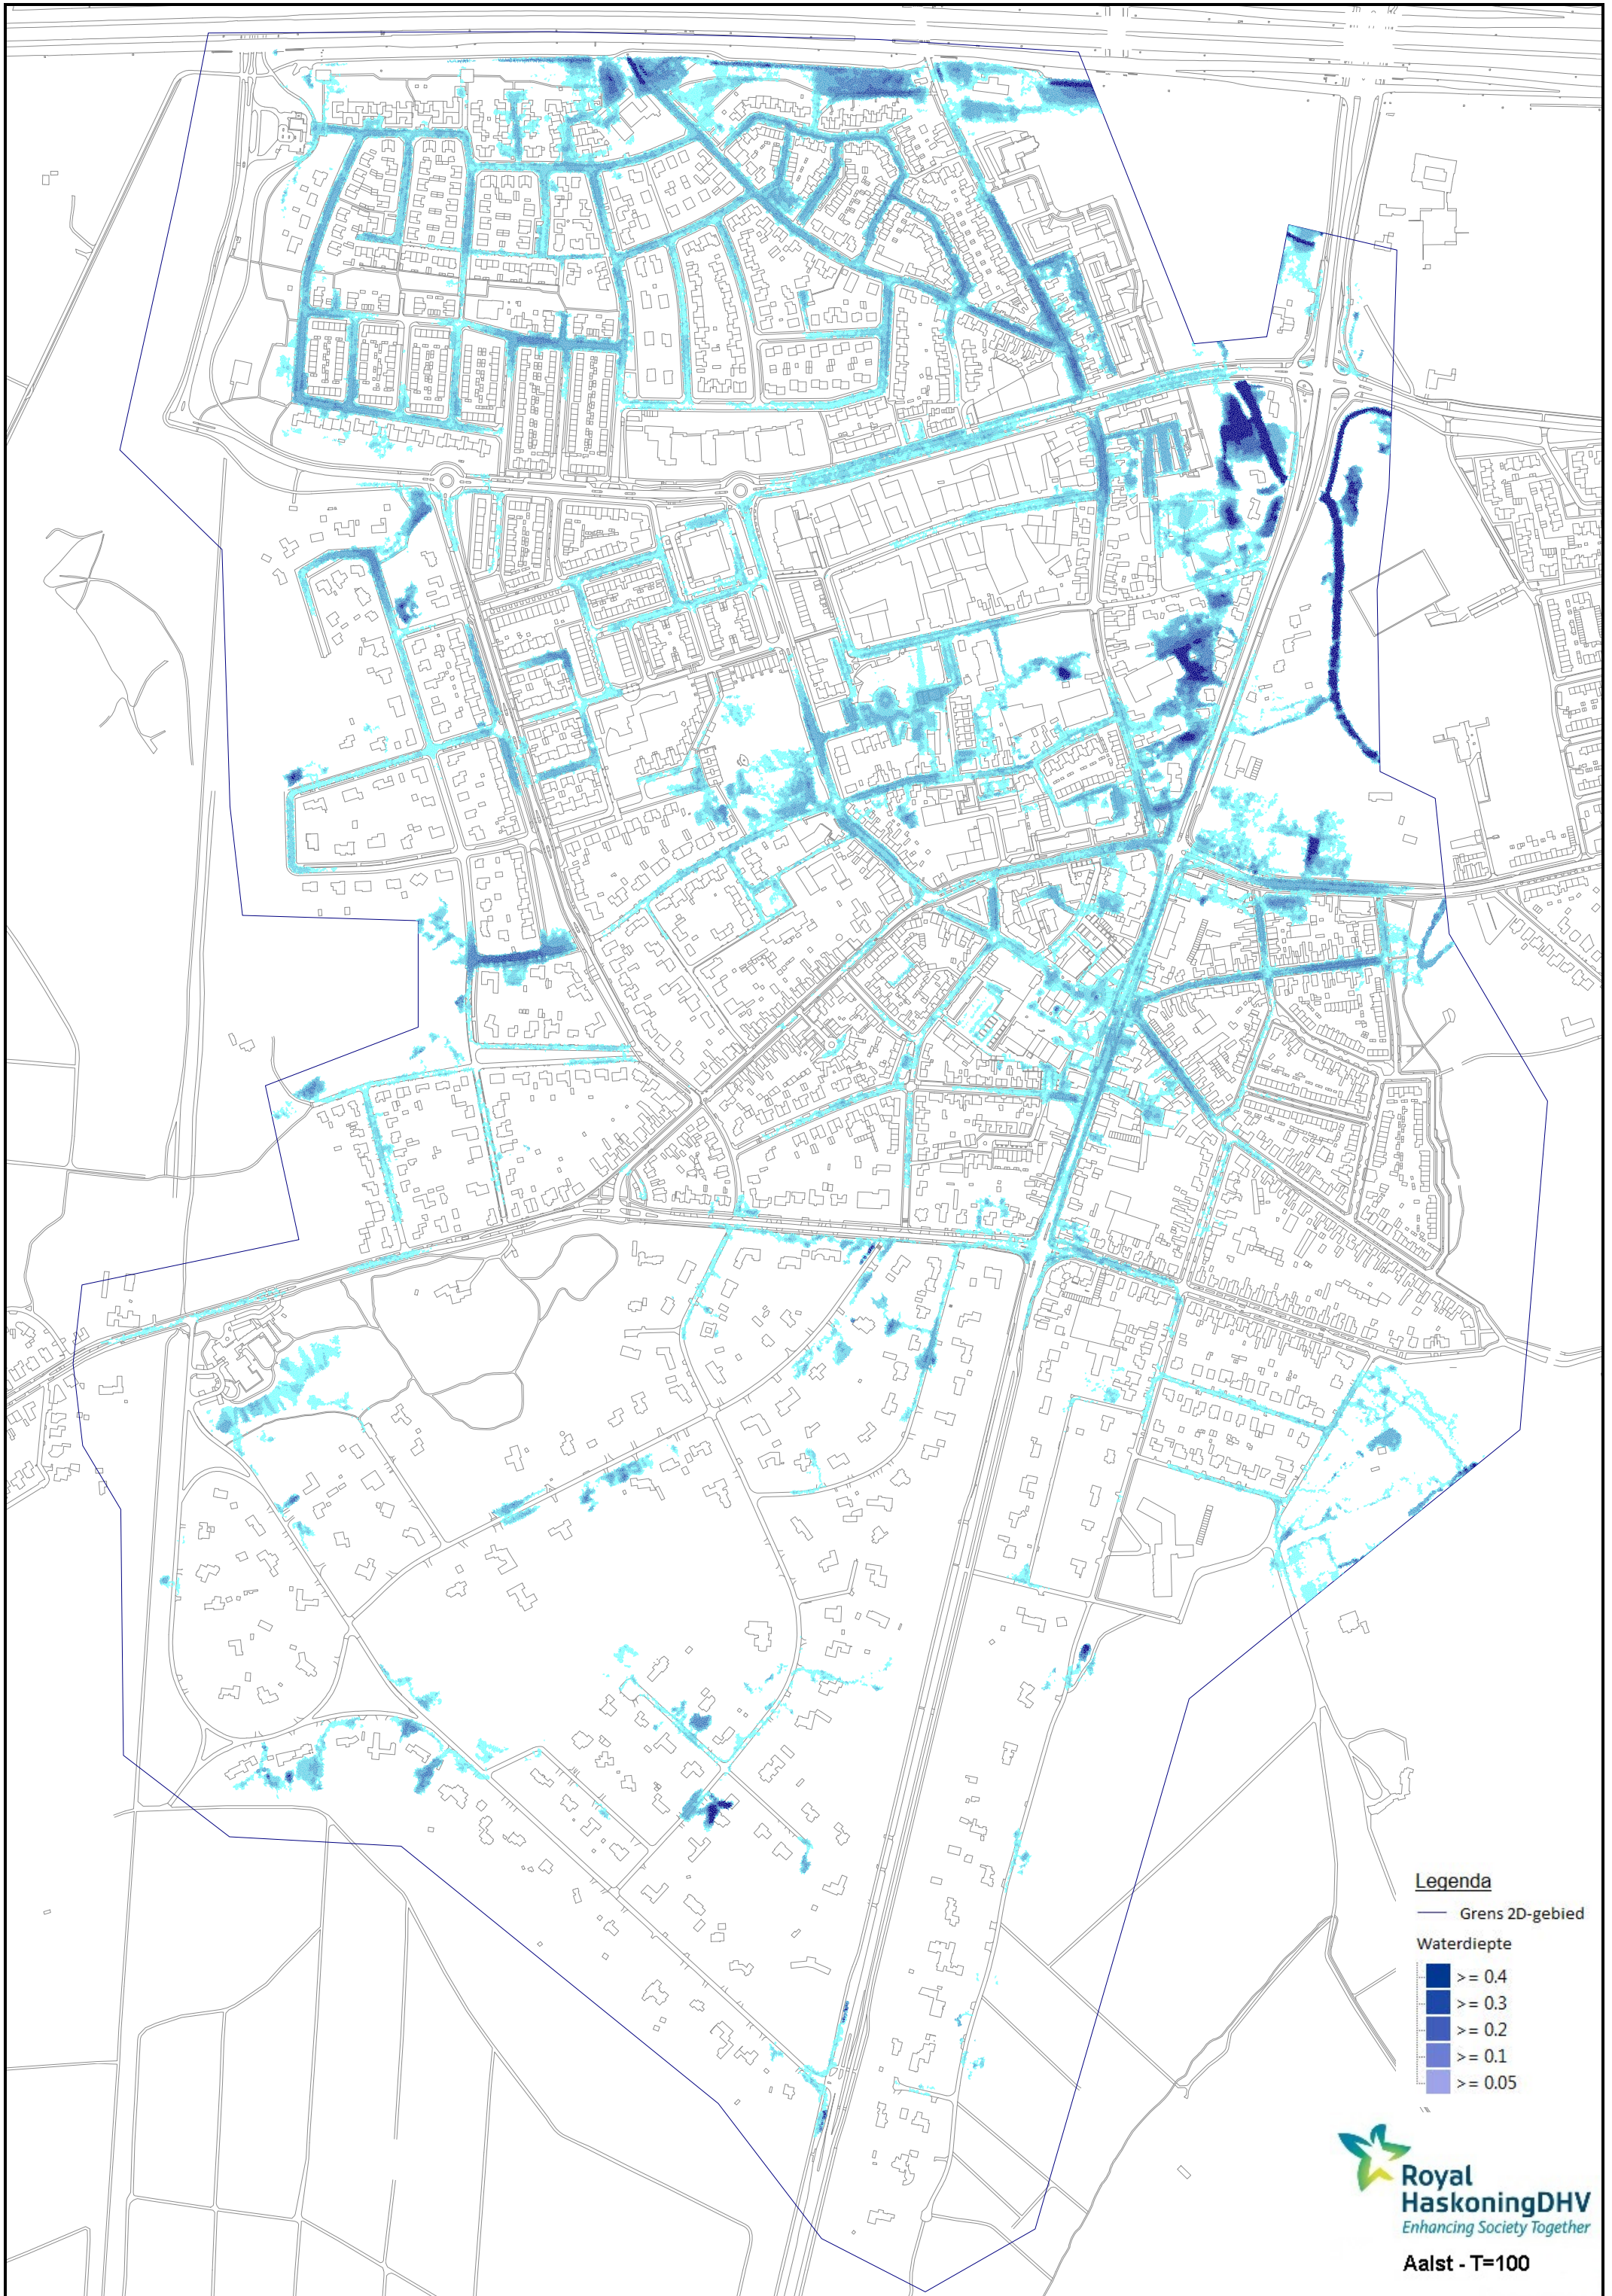 Legenda
Grens 2D-gebied
Waterdiepte
>= 0.4
>= 0.3
>= 0.2
>= 0.1
>= 0.05
Royal
HaskoningDHV
Enhancing Society Together
Aalst - T=100